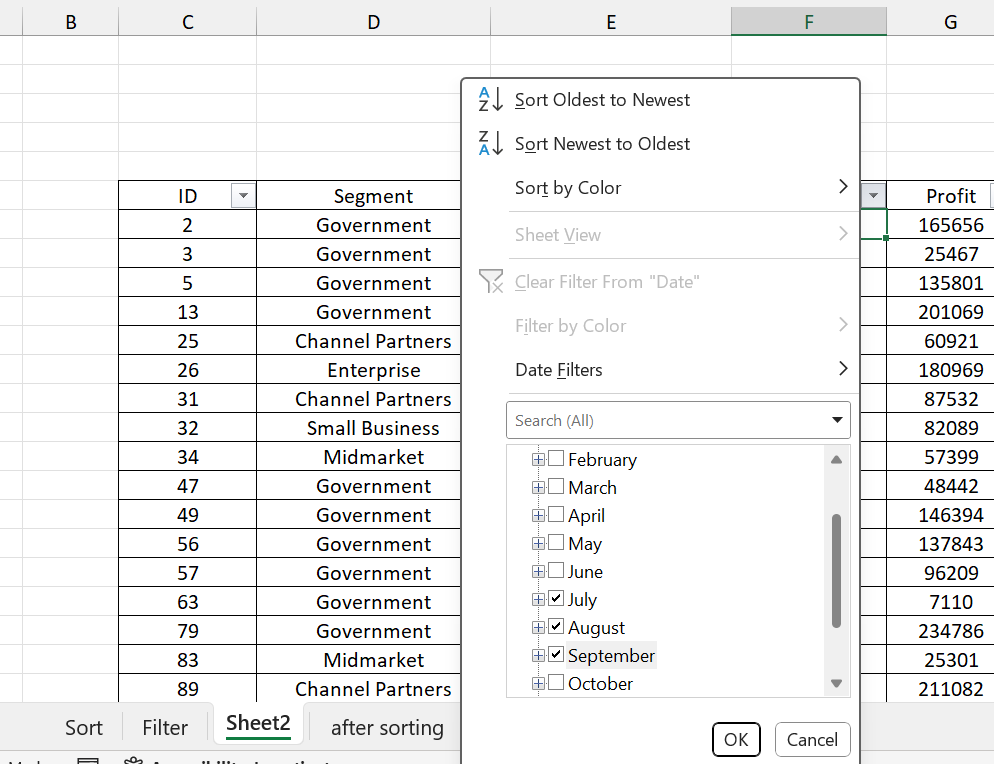 B C D E F G
Sort Oldest to Newest
Sort Newest to Oldest
Sort by Color
Sheet View
Clear Filter From "Date"
Filter by Color
Date Filters
Search (All)
February
March
April
May
June
July
August
September
October
OK Cancel
ID Segment Profit
2 Government 165656
3 Government 25467
5 Government 135801
13 Government 201069
25 Channel Partners 60921
26 Enterprise 180969
31 Channel Partners 87532
32 Small Business 82089
34 Midmarket 57399
47 Government 48442
49 Government 146394
56 Government 137843
57 Government 96209
63 Government 7110
79 Government 234786
83 Midmarket 25301
89 Channel Partners 211082
Sort Filter Sheet2 after sorting